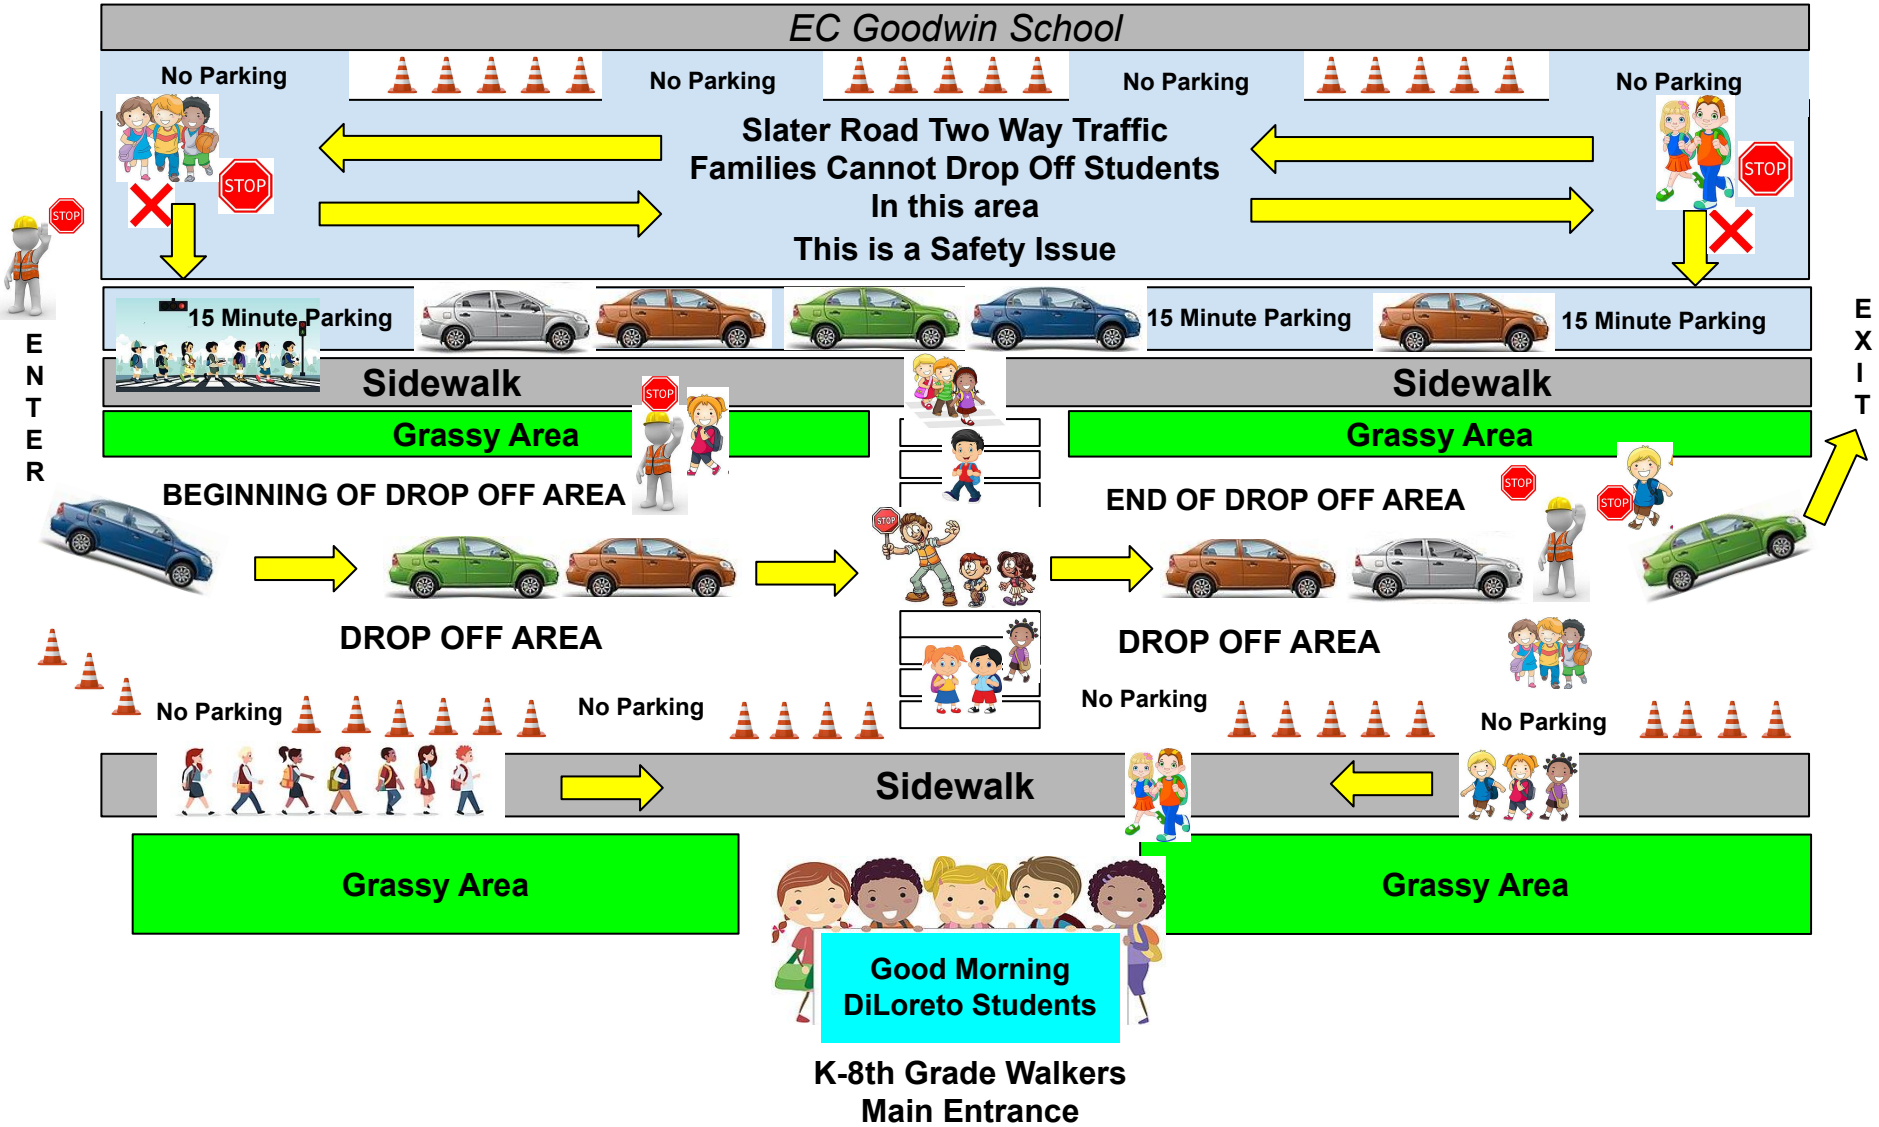 EC Goodwin School
No Parking
No Parking
No Parking
No Parking
Slater Road Two Way Traffic
Families Cannot Drop Off Students
In this area
This is a Safety Issue
STOP
STOP
STOP
ENTER
EXIT
15 Minute Parking
15 Minute Parking
15 Minute Parking
Sidewalk
Sidewalk
STOP
Grassy Area
Grassy Area
BEGINNING OF DROP OFF AREA
END OF DROP OFF AREA
STOP
STOP
STOP
DROP OFF AREA
DROP OFF AREA
No Parking
No Parking
No Parking
No Parking
Sidewalk
Grassy Area
Grassy Area
Good Morning
DiLoreto Students
K-8th Grade Walkers
Main Entrance